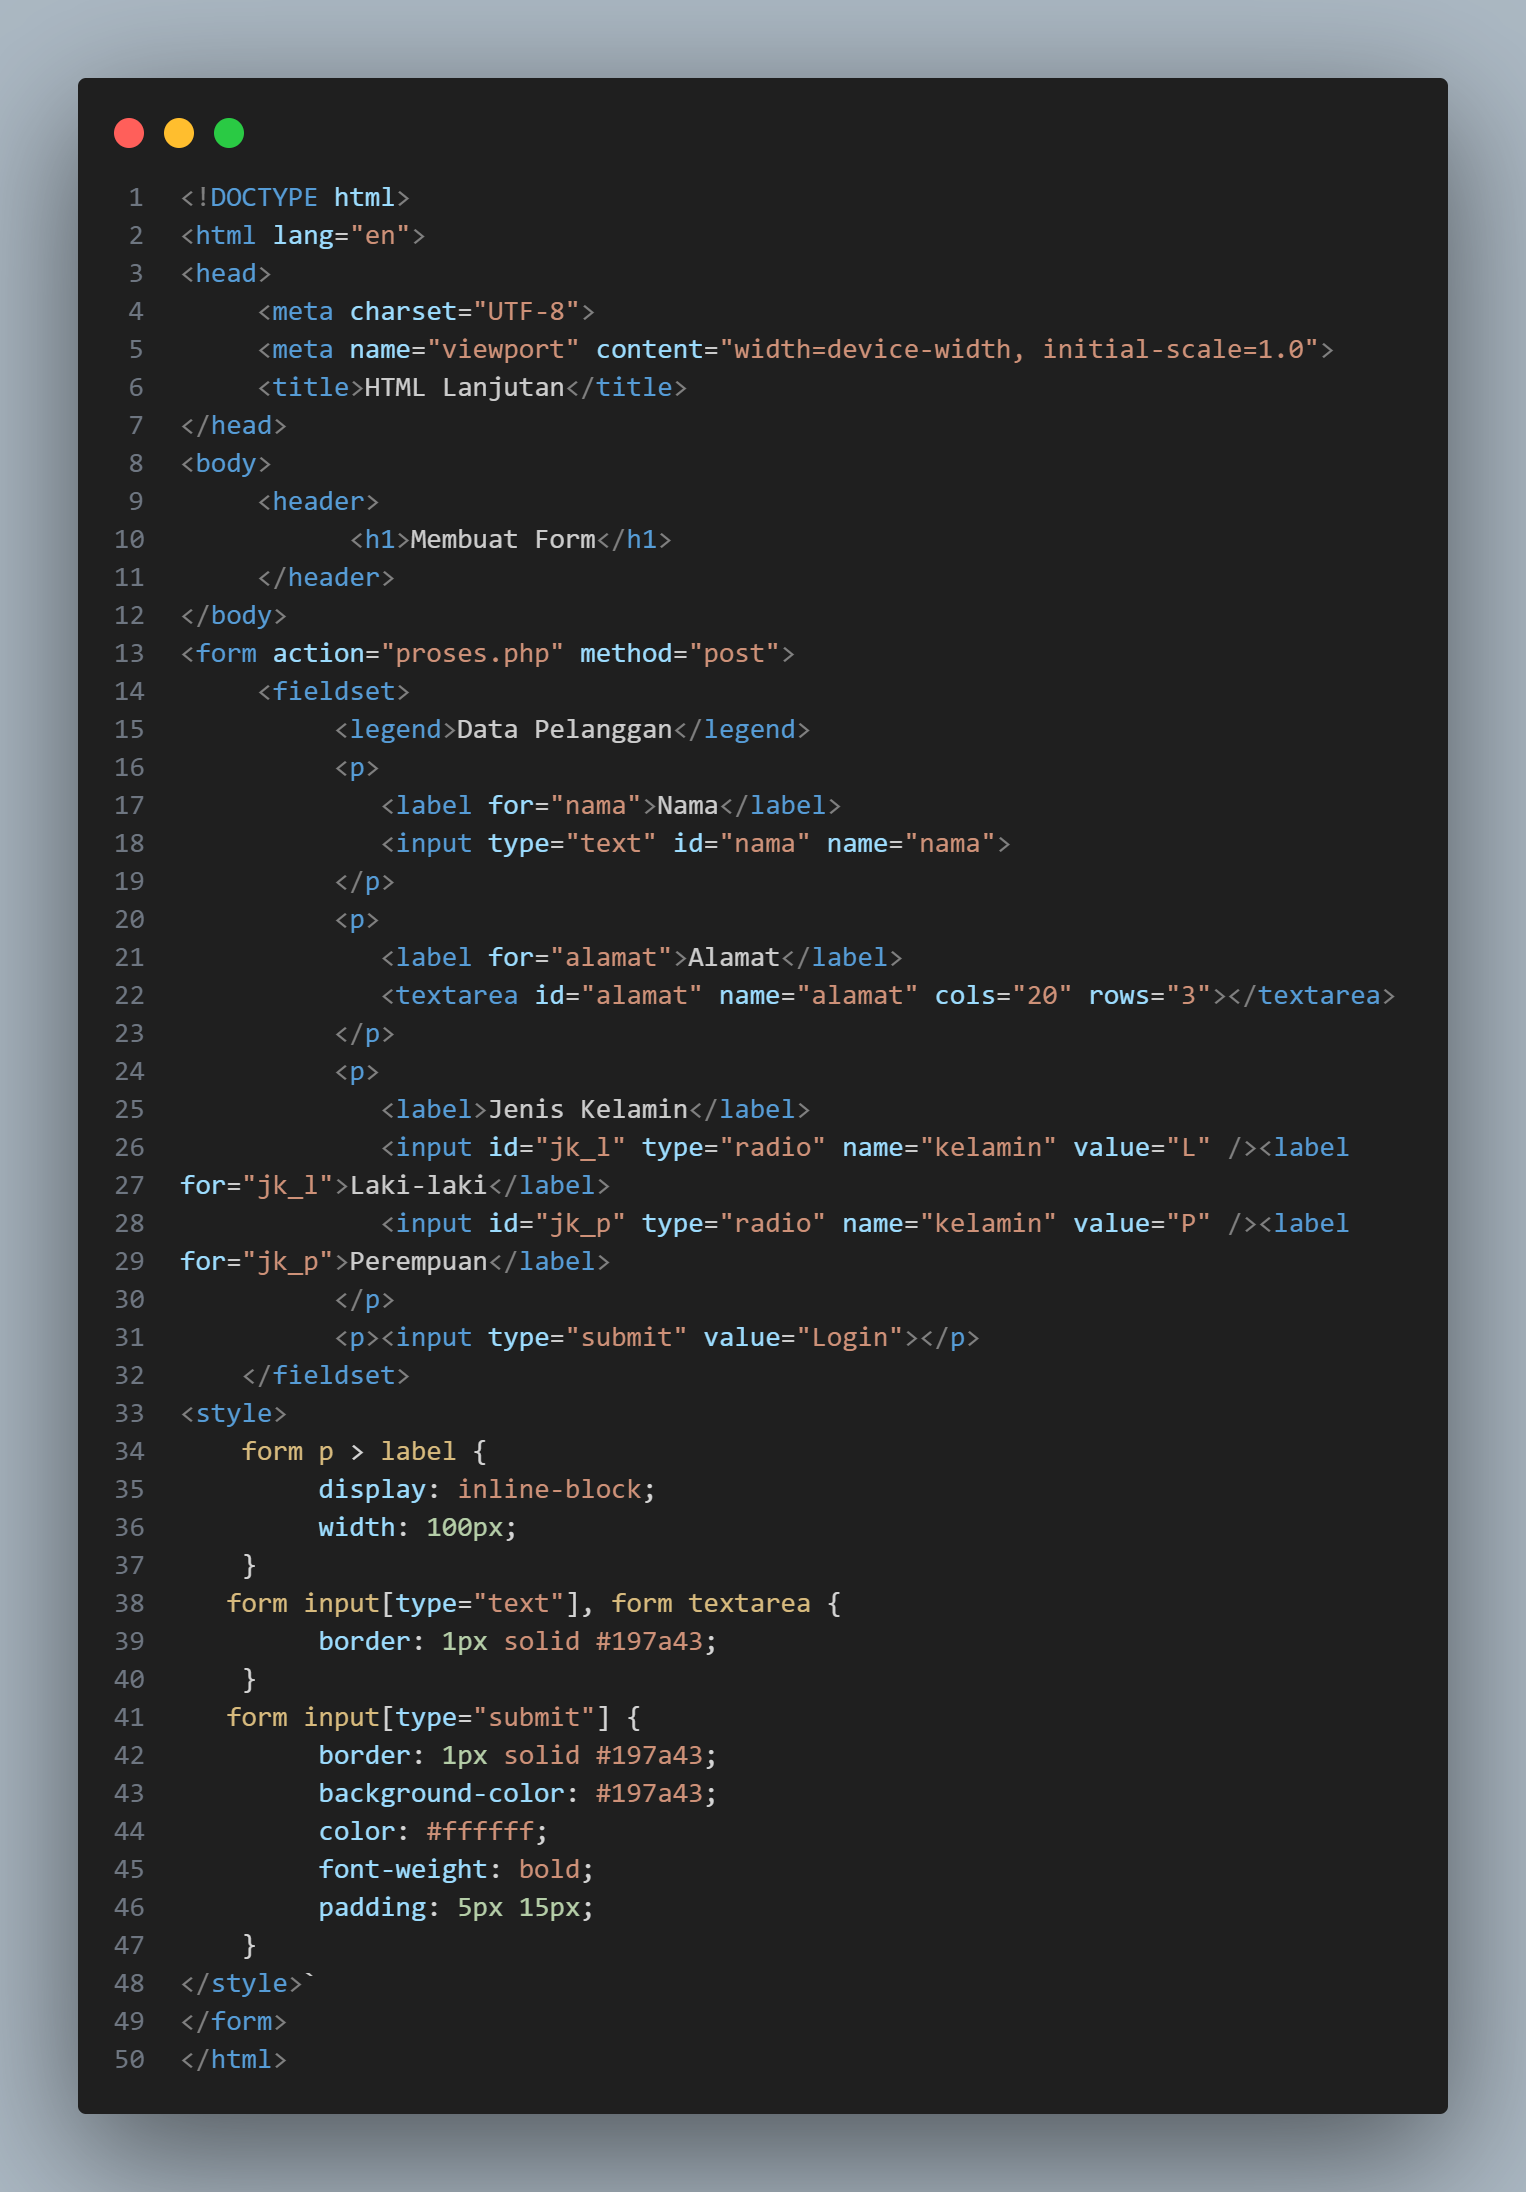 1 <!DOCTYPE html>
2 <html lang="en">
3 <head>
4      <meta charset="UTF-8">
5      <meta name="viewport" content="width=device-width, initial-scale=1.0">
6      <title>HTML Lanjutan</title>
7 </head>
8 <body>
9      <header>
10           <h1>Membuat Form</h1>
11     </header>
12 </body>
13 <form action="proses.php" method="post">
14     <fieldset>
15          <legend>Data Pelanggan</legend>
16          <p>
17             <label for="nama">Nama</label>
18             <input type="text" id="nama" name="nama">
19          </p>
20          <p>
21             <label for="alamat">Alamat</label>
22             <textarea id="alamat" name="alamat" cols="20" rows="3"></textarea>
23          </p>
24          <p>
25             <label>Jenis Kelamin</label>
26             <input id="jk_l" type="radio" name="kelamin" value="L" /><label
27 for="jk_l">Laki-laki</label>
28             <input id="jk_p" type="radio" name="kelamin" value="P" /><label
29 for="jk_p">Perempuan</label>
30          </p>
31          <p><input type="submit" value="Login"></p>
32    </fieldset>
33 <style>
34    form p > label {
35         display: inline-block;
36         width: 100px;
37    }
38   form input[type="text"], form textarea {
39         border: 1px solid #197a43;
40    }
41   form input[type="submit"] {
42         border: 1px solid #197a43;
43         background-color: #197a43;
44         color: #ffffff;
45         font-weight: bold;
46         padding: 5px 15px;
47    }
48 </style>`
49 </form>
50 </html>